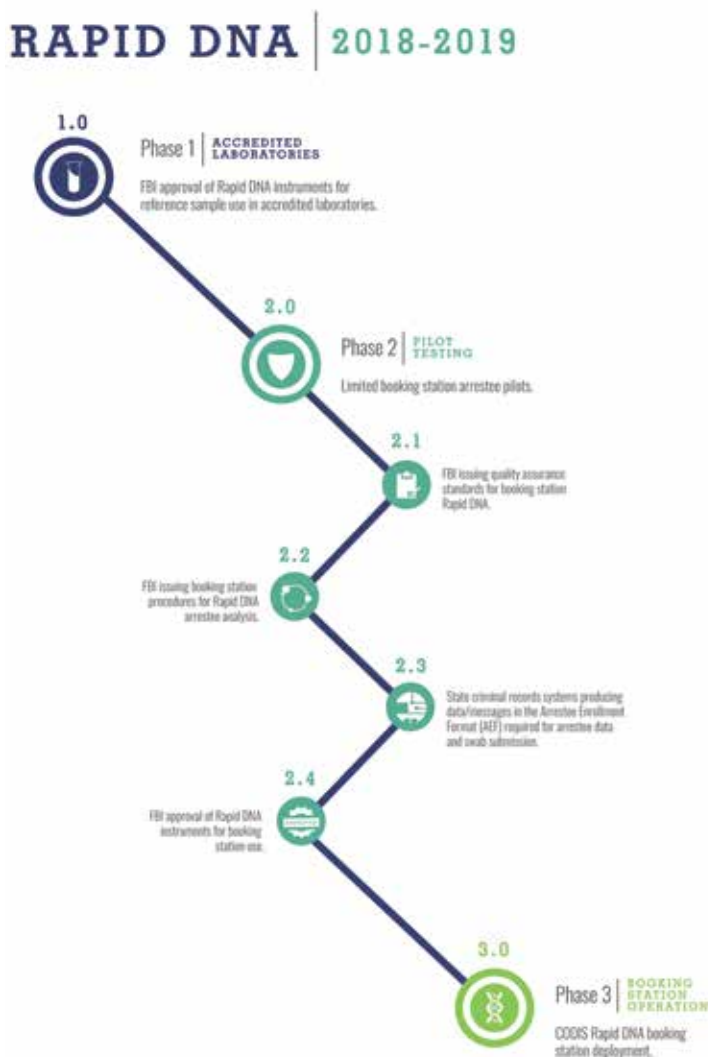 RAPID DNA | 2018-2019
1.0
Phase 1 | ACCREDITED
LABORATORIES
FBI approval of Rapid DNA instruments for
reference sample use in accredited laboratories.
2.0
Phase 2 | PILOT
TESTING
Limited booking station arrestee pilots.
2.1
FBI issuing quality assurance
standards for booking station
Rapid DNA.
2.2
FBI issuing booking station
procedures for Rapid DNA
arrestee analysis.
2.3
State criminal records systems producing
data/messages in the Arrestee Enrollment
Format (AEF) required for arrestee data
and swab submission.
2.4
FBI approval of Rapid DNA
instruments for booking
station use.
3.0
Phase 3 | BOOKING
STATION
OPERATION
CODIS Rapid DNA booking
station deployment.